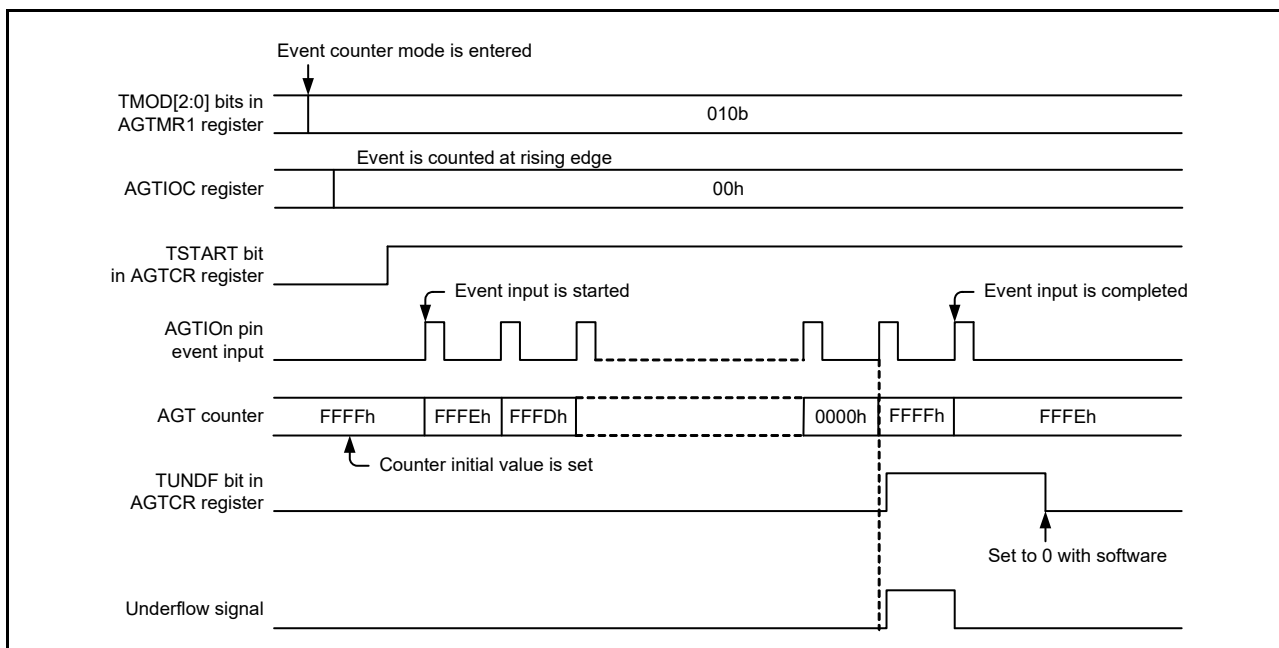 Event counter mode is entered
TMOD[2:0] bits in
AGTMR1 register
010b
Event is counted at rising edge
AGTIOC register
00h
TSTART bit
in AGTCR register
Event input is started
Event input is completed
AGTIOn pin
event input
AGT counter
FFFFh
FFFEh
FFFDh
0000h
FFFFh
FFFEh
Counter initial value is set
TUNDF bit in
AGTCR register
Set to 0 with software
Underflow signal